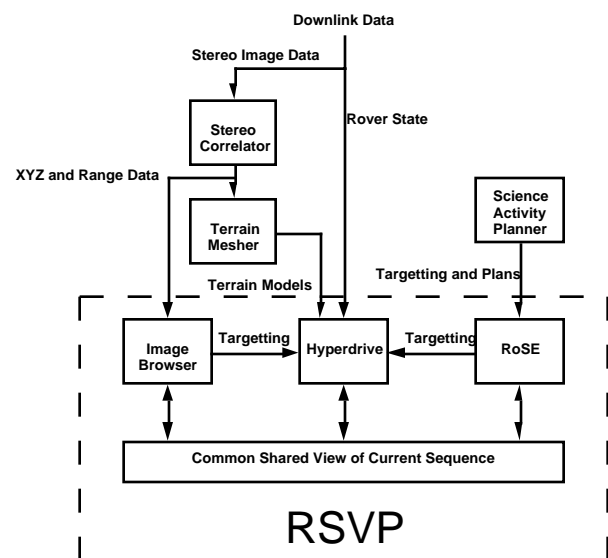 Downlink Data
Stereo Image Data
Stereo
Correlator
Rover State
XYZ and Range Data
Science
Activity
Planner
Terrain
Mesher
Targetting and Plans
Terrain Models
Image
Browser
Targetting
Hyperdrive
Targetting
RoSE
Common Shared View of Current Sequence
RSVP